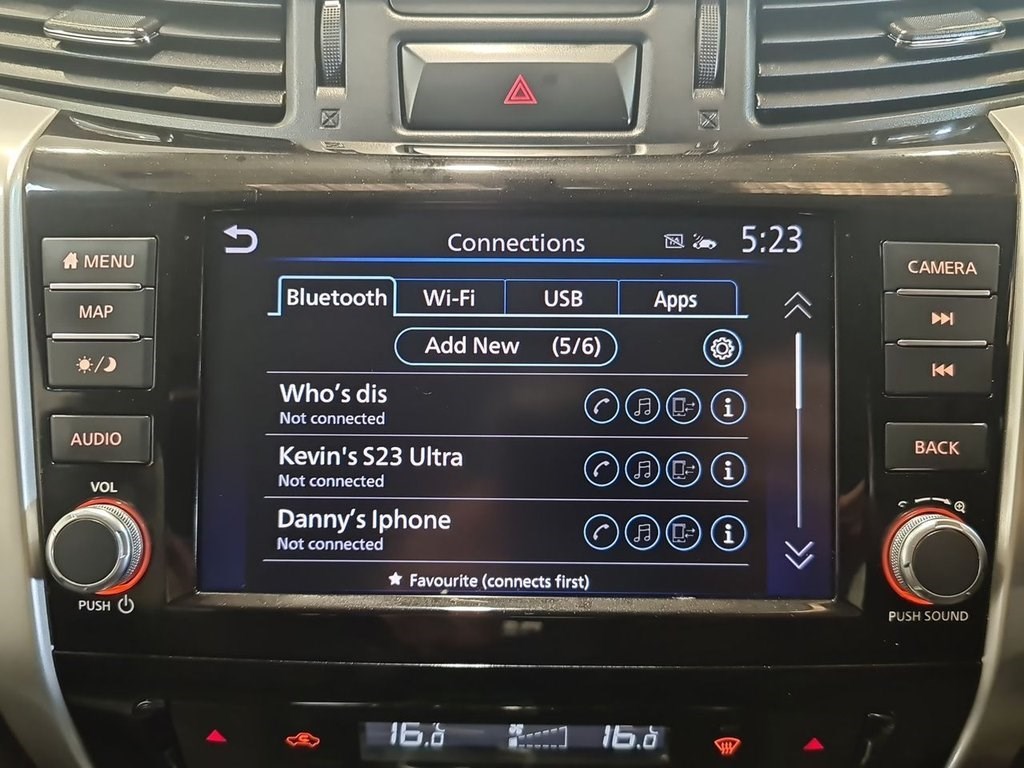 Connections
5:23
MENU
MAP
AUDIO
VOL
PUSH
Bluetooth
Wi-Fi
USB
Apps
Add New (5/6)
Who's dis
Not connected
Kevin's S23 Ultra
Not connected
Danny's Iphone
Not connected
Favourite (connects first)
CAMERA
BACK
PUSH SOUND
16.0
16.0